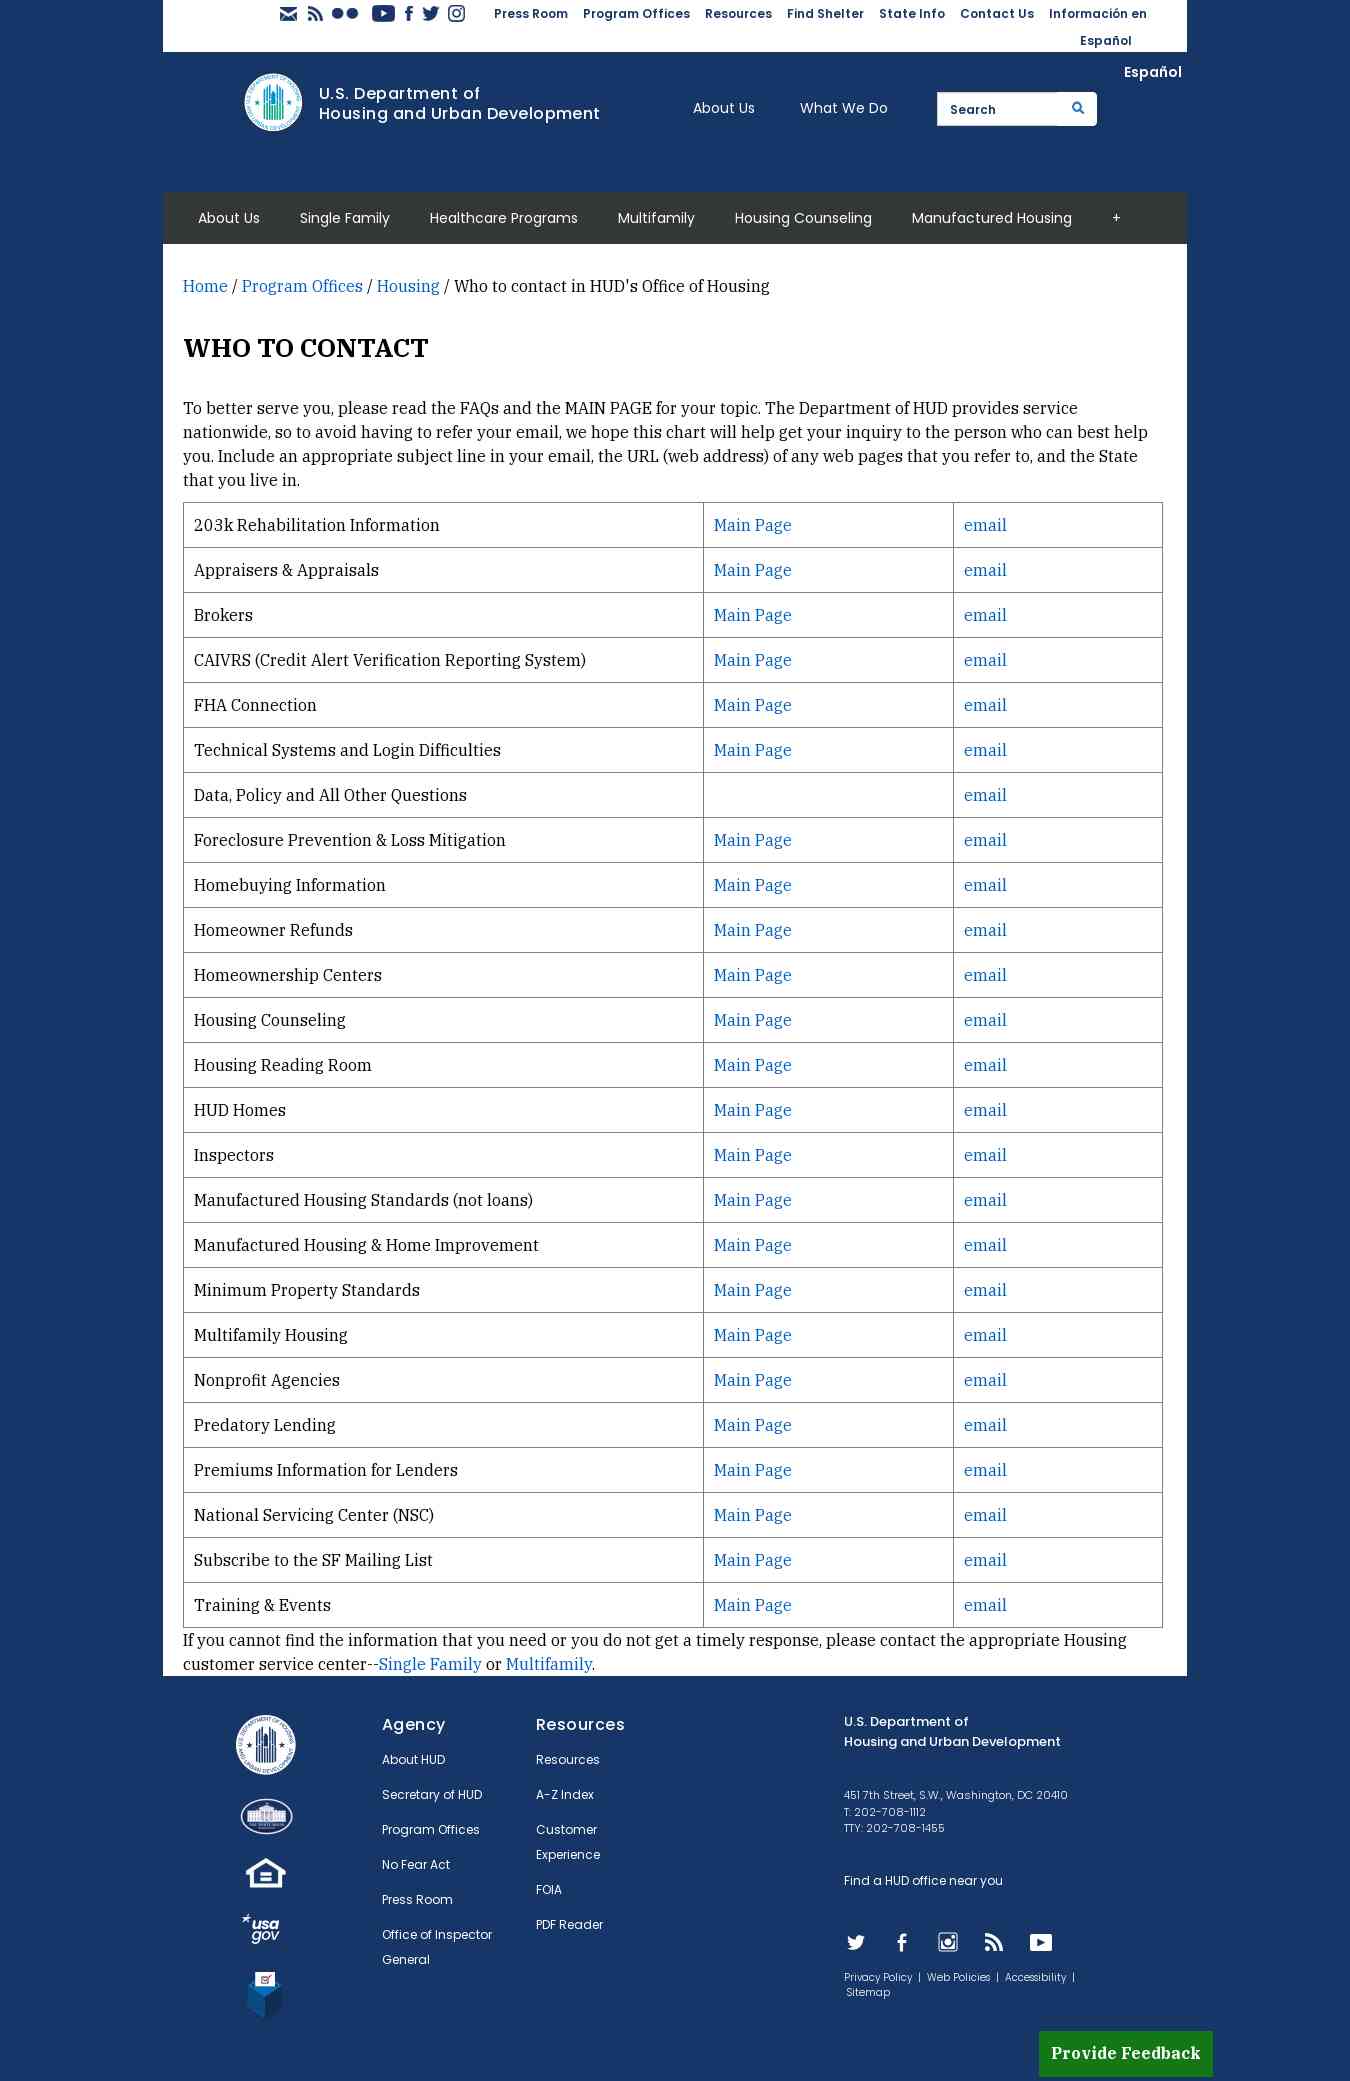 Press Room Program Offices Resources Find Shelter State Info Contact Us Información en
Español
Español
U.S. Department of
Housing and Urban Development
About Us What We Do
Search
About Us Single Family Healthcare Programs Multifamily Housing Counseling Manufactured Housing +
Home / Program Offices / Housing / Who to contact in HUD's Office of Housing
WHO TO CONTACT
To better serve you, please read the FAQs and the MAIN PAGE for your topic. The Department of HUD provides service
nationwide, so to avoid having to refer your email, we hope this chart will help get your inquiry to the person who can best help
you. Include an appropriate subject line in your email, the URL (web address) of any web pages that you refer to, and the State
that you live in.
203k Rehabilitation Information Main Page email
Appraisers & Appraisals Main Page email
Brokers Main Page email
CAIVRS (Credit Alert Verification Reporting System) Main Page email
FHA Connection Main Page email
Technical Systems and Login Difficulties Main Page email
Data, Policy and All Other Questions email
Foreclosure Prevention & Loss Mitigation Main Page email
Homebuying Information Main Page email
Homeowner Refunds Main Page email
Homeownership Centers Main Page email
Housing Counseling Main Page email
Housing Reading Room Main Page email
HUD Homes Main Page email
Inspectors Main Page email
Manufactured Housing Standards (not loans) Main Page email
Manufactured Housing & Home Improvement Main Page email
Minimum Property Standards Main Page email
Multifamily Housing Main Page email
Nonprofit Agencies Main Page email
Predatory Lending Main Page email
Premiums Information for Lenders Main Page email
National Servicing Center (NSC) Main Page email
Subscribe to the SF Mailing List Main Page email
Training & Events Main Page email
If you cannot find the information that you need or you do not get a timely response, please contact the appropriate Housing
customer service center--Single Family or Multifamily.
usa
gov
Agency
About HUD
Secretary of HUD
Program Offices
No Fear Act
Press Room
Office of Inspector
General
Resources
Resources
A-Z Index
Customer
Experience
FOIA
PDF Reader
U.S. Department of
Housing and Urban Development
451 7th Street, S.W., Washington, DC 20410
T: 202-708-1112
TTY: 202-708-1455
Find a HUD office near you
Privacy Policy | Web Policies | Accessibility |
Sitemap
Provide Feedback